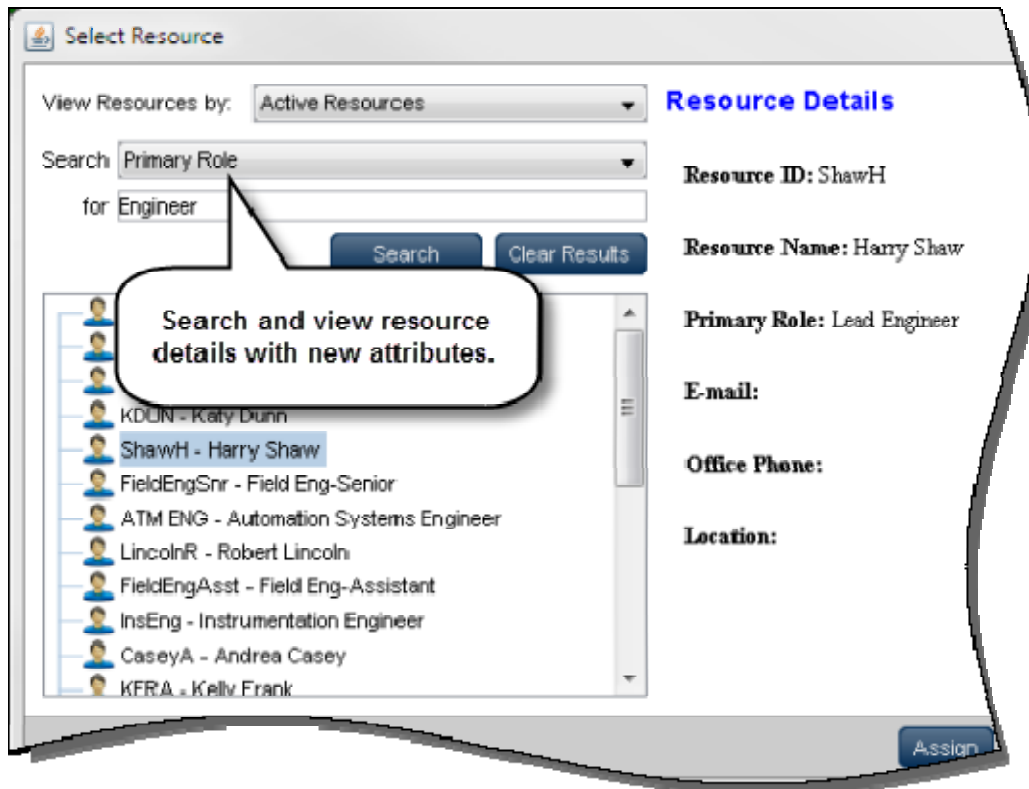 Select Resource
View Resources by: Active Resources
Search Primary Role
for Engineer
Search Clear Results
Search and view resource
details with new attributes.
KDUN - Katy Dunn
ShawH - Harry Shaw
FieldEngSnr - Field Eng-Senior
ATM ENG - Automation Systems Engineer
LincolnR - Robert Lincoln
FieldEngAsst - Field Eng-Assistant
InsEng - Instrumentation Engineer
CaseyA - Andrea Casey
KFRA - Kelly Frank
Resource Details
Resource ID: ShawH
Resource Name: Harry Shaw
Primary Role: Lead Engineer
E-mail:
Office Phone:
Location:
Assign